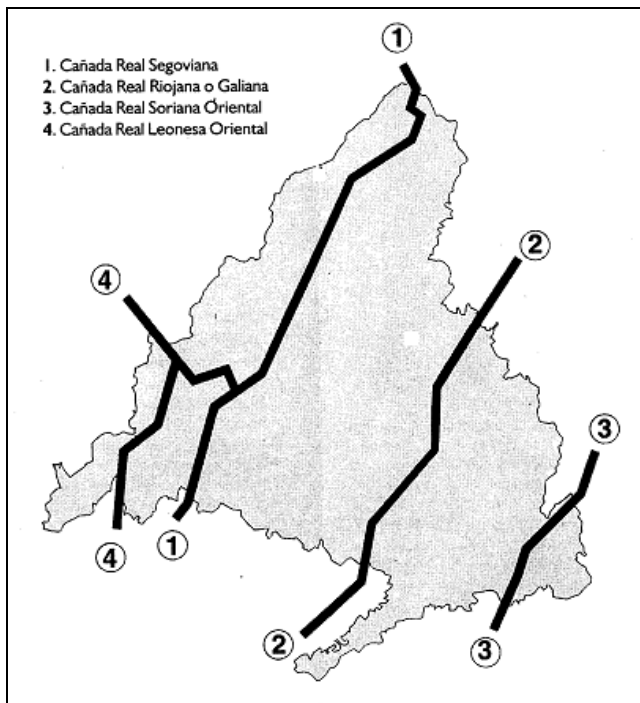 1. Cañada Real Segoviana
2. Cañada Real Riojana o Galiana
3. Cañada Real Soriana Oriental
4. Cañada Real Leonesa Oriental
1
2
4
3
4
1
2
3